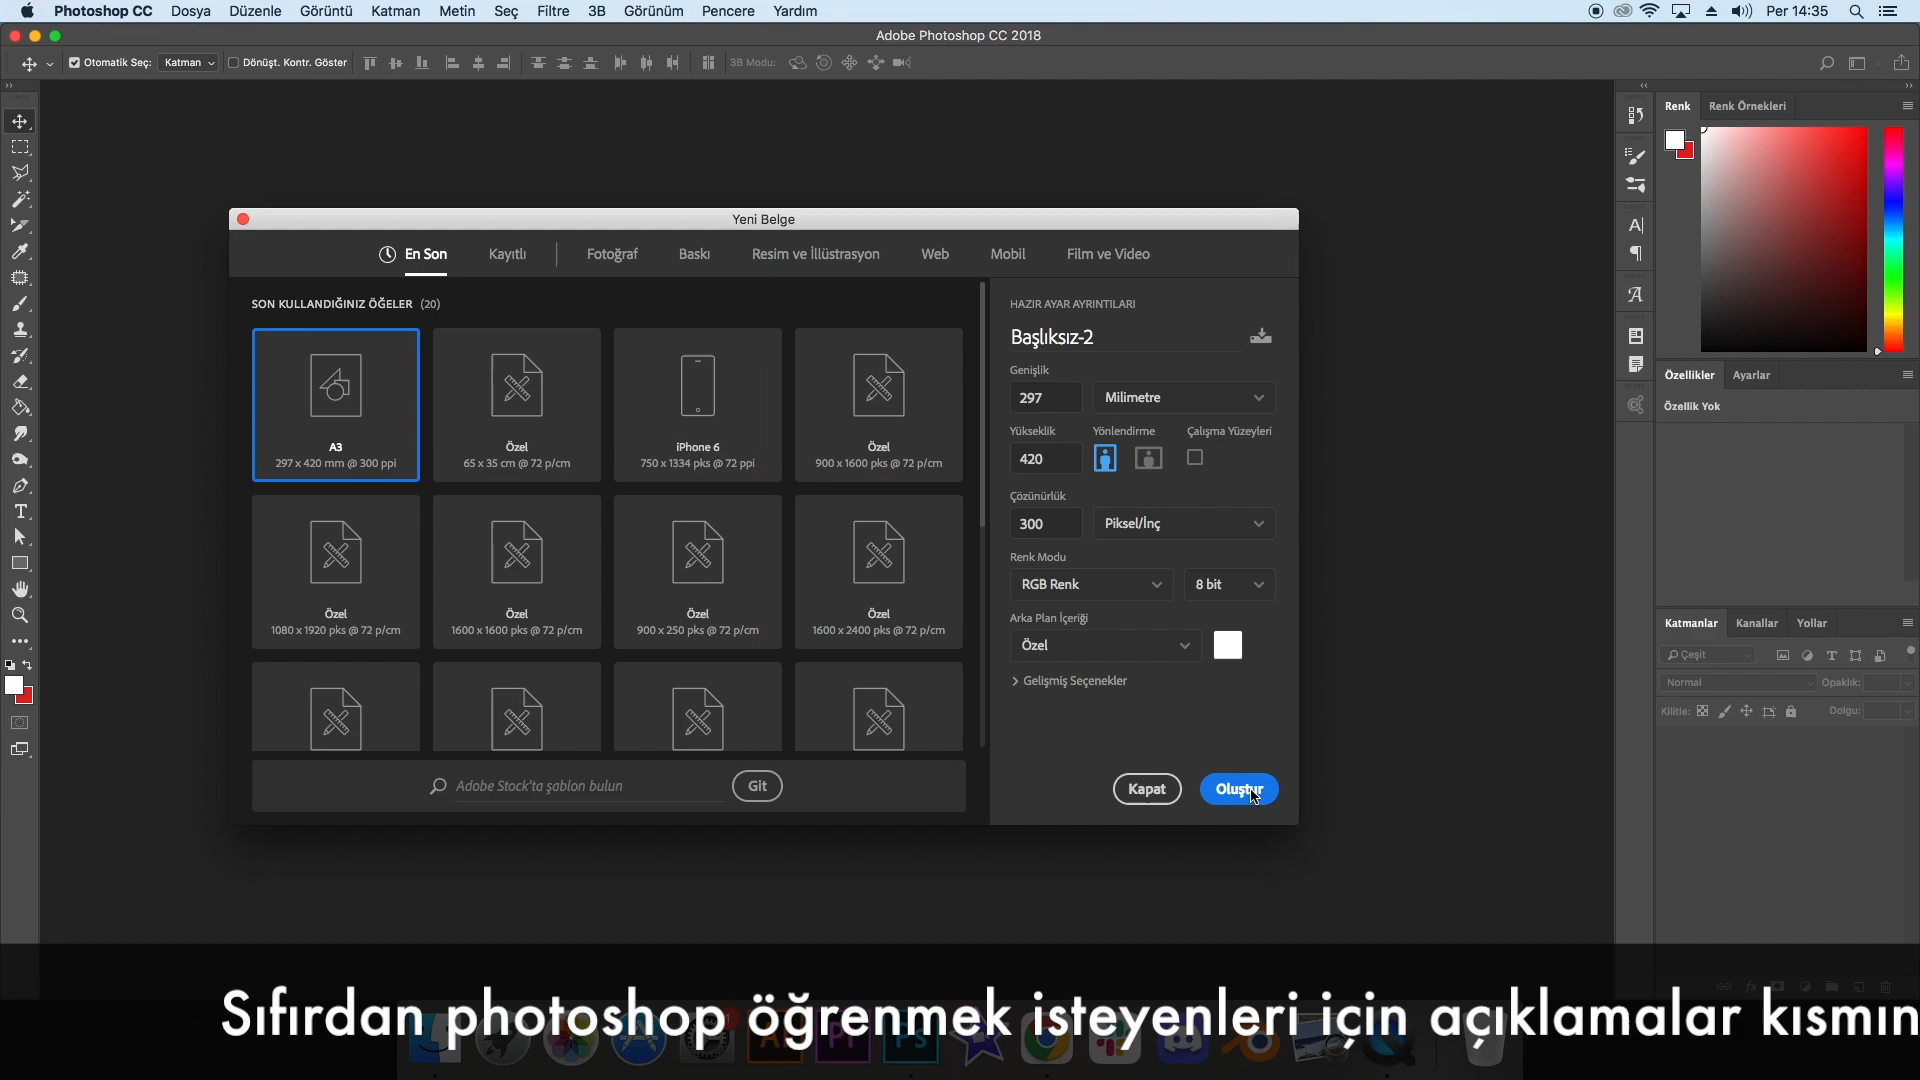 Photoshop CC Dosya Düzenle Görüntü Katman Metin Seç Filtre 3B Görünüm Pencere Yardım Per 14:35
Adobe Photoshop CC 2018
Otomatik Seç: Katman Dönüşt. Kontr. Göster 3B Modu:
Renk Renk Örnekleri
Yeni Belge
En Son Kayıtlı Fotoğraf Baskı Resim ve İllüstrasyon Web Mobil Film ve Video
SON KULLANDIĞINIZ ÖĞELER (20)
A3
297 x 420 mm @ 300 ppi
Özel
65 x 35 cm @ 72 p/cm
iPhone 6
750 x 1334 pks @ 72 ppi
Özel
900 x 1600 pks @ 72 p/cm
Özel
1080 x 1920 pks @ 72 p/cm
Özel
1600 x 1600 pks @ 72 p/cm
Özel
900 x 250 pks @ 72 p/cm
Özel
1600 x 2400 pks @ 72 p/cm
Adobe Stock'ta şablon bulun Git
HAZIR AYAR AYRINTILARI
Başlıksız-2
Genişlik
297 Milimetre
Yükseklik Yönlendirme Çalışma Yüzeyleri
420
Çözünürlük
300 Piksel/İnç
Renk Modu
RGB Renk 8 bit
Arka Plan İçeriği
Özel
Gelişmiş Seçenekler
Kapat Oluştur
Özellikler Ayarlar
Özellik Yok
Katmanlar Kanallar Yollar
Çeşit
Normal Opaklık:
Kilitle: Dolgu:
Sıfırdan photoshop öğrenmek isteyenleri için açıklamalar kısmın